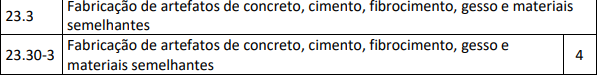 23.3 Fabricação de artefatos de concreto, cimento, fibrocimento, gesso e materiais
semelhantes
23.30-3 Fabricação de artefatos de concreto, cimento, fibrocimento, gesso e 4
materiais semelhantes